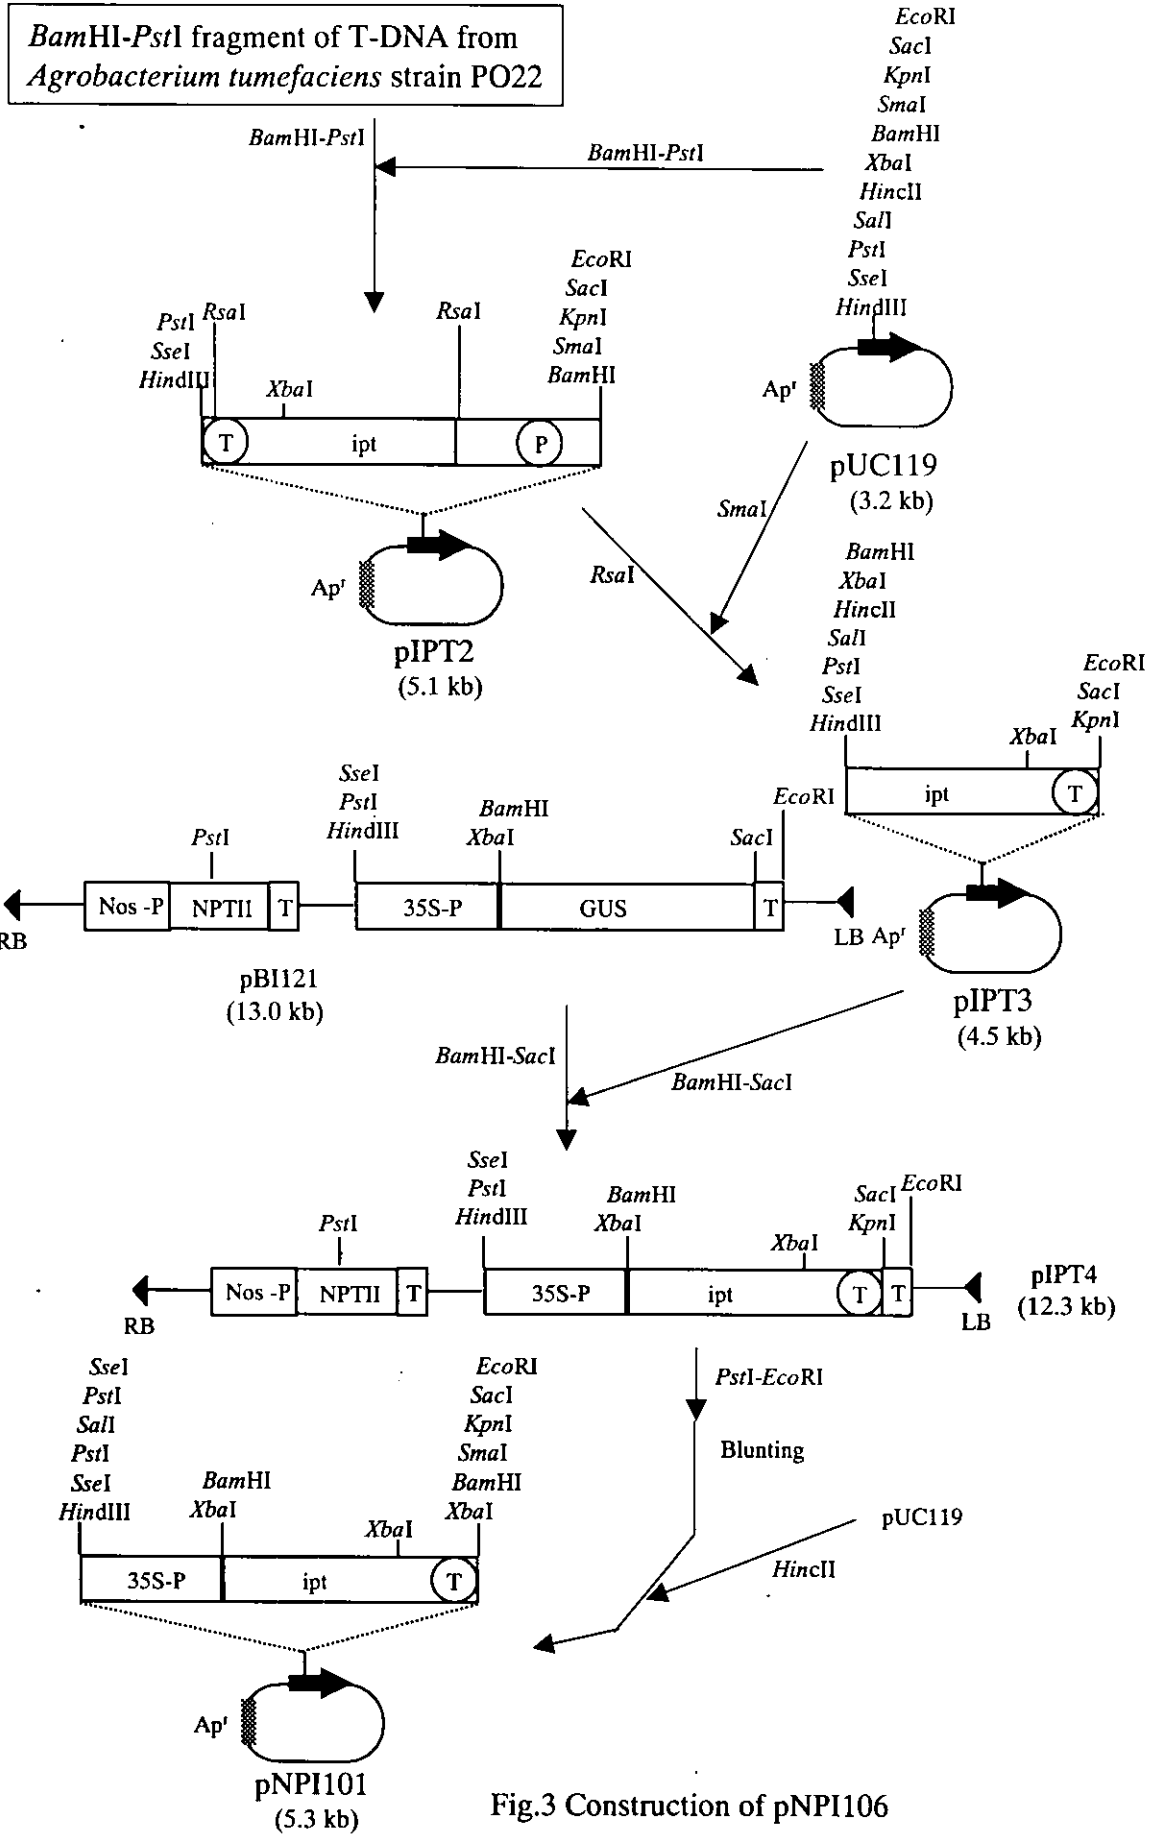 BamHI-PstI fragment of T-DNA from
Agrobacterium tumefaciens strain PO22
EcoRI
SacI
KpnI
SmaI
BamHI
XbaI
HincII
SalI
PstI
SseI
HindIII
BamHI-PstI
BamHI-PstI
Apʳ
pUC119
(3.2 kb)
PstI
SseI
HindIII
RsaI
XbaI
RsaI
EcoRI
SacI
KpnI
SmaI
BamHI
T
ipt
P
Apʳ
pIPT2
(5.1 kb)
RsaI
SmaI
BamHI
XbaI
HincII
SalI
PstI
SseI
HindIII
XbaI
EcoRI
SacI
KpnI
ipt
T
Apʳ
pIPT3
(4.5 kb)
PstI
SseI
PstI
HindIII
BamHI
XbaI
SacI
EcoRI
RB
Nos -P
NPTII
T
35S-P
GUS
T
LB
pBI121
(13.0 kb)
BamHI-SacI
BamHI-SacI
PstI
SseI
PstI
HindIII
BamHI
XbaI
XbaI
SacI
KpnI
EcoRI
RB
Nos -P
NPTII
T
35S-P
ipt
T
T
LB
pIPT4
(12.3 kb)
PstI-EcoRI
Blunting
pUC119
HincII
SseI
PstI
SalI
PstI
SseI
HindIII
BamHI
XbaI
XbaI
EcoRI
SacI
KpnI
SmaI
BamHI
XbaI
35S-P
ipt
T
Apʳ
pNPI101
(5.3 kb)
Fig.3 Construction of pNPI106